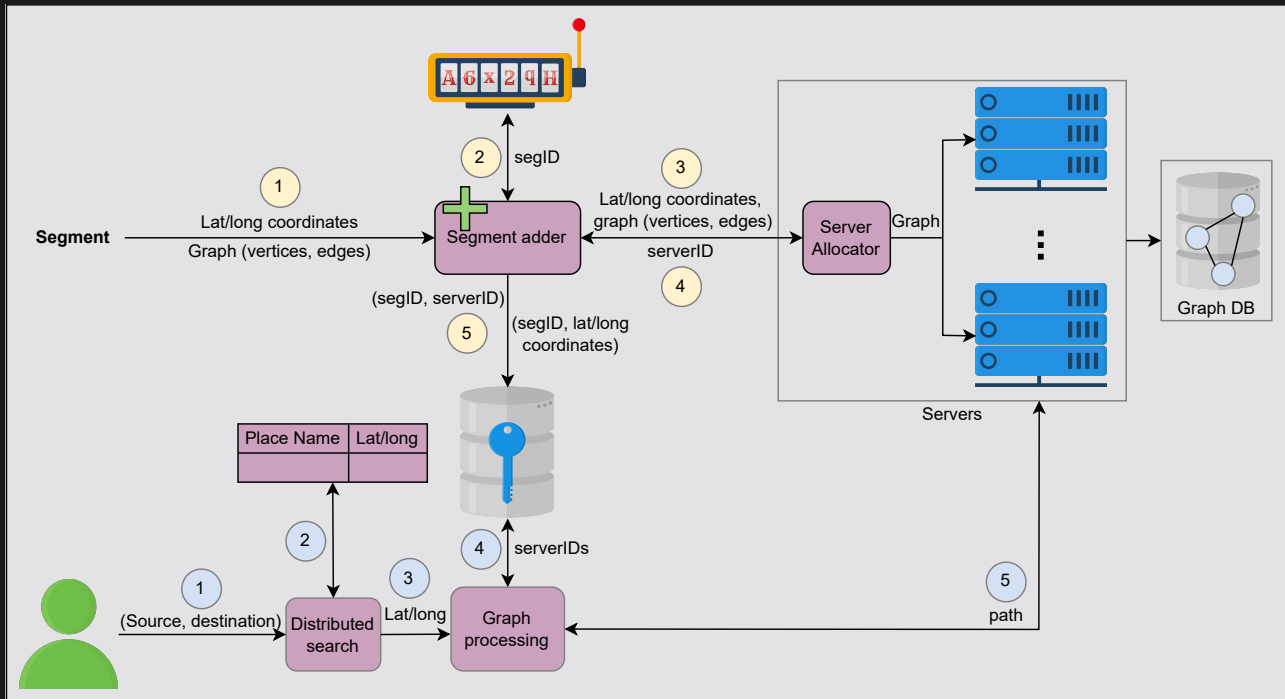 A6x29H
2
segID
1
Lat/long coordinates
Segment
Graph (vertices, edges)
Segment adder
3
Lat/long coordinates,
graph (vertices, edges)
serverID
4
Server
Allocator
Graph
Graph DB
Servers
(segID, serverID)
5
(segID, lat/long
coordinates)
Place Name
Lat/long
2
4
serverIDs
1
(Source, destination)
Distributed
search
3
Lat/long
Graph
processing
5
path